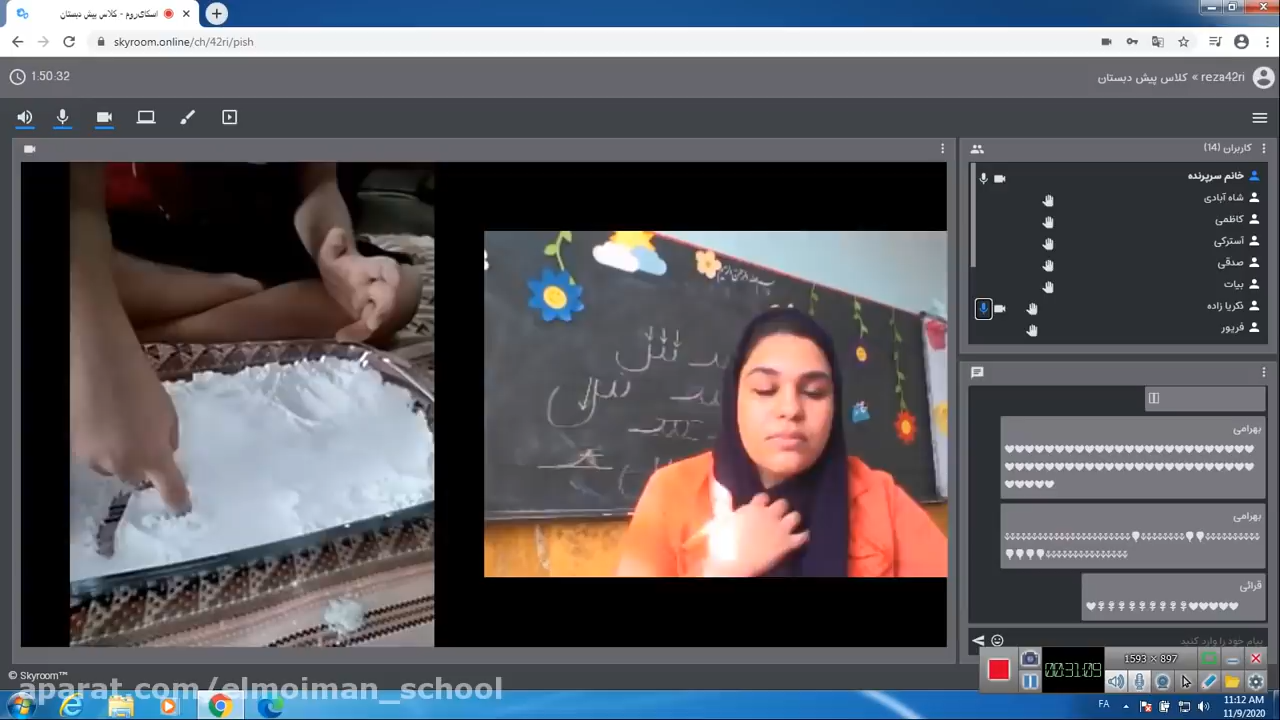 اسکای‌روم - کلاس پیش دبستان
skyroom.online/ch/42ri/pish
1:50:32
reza42ri » کلاس پیش دبستان
کاربران (14)
خانم سرپرنده
شاه آبادی
کاظمی
آسترکی
صدقی
بیات
ذکریا زاده
فریور
بهرامی
بهرامی
قرائی
پیام خود را وارد کنید
© Skyroom™
1593 × 897
00:31:09
aparat.com/elmoiman_school
FA
11:12 AM
11/9/2020